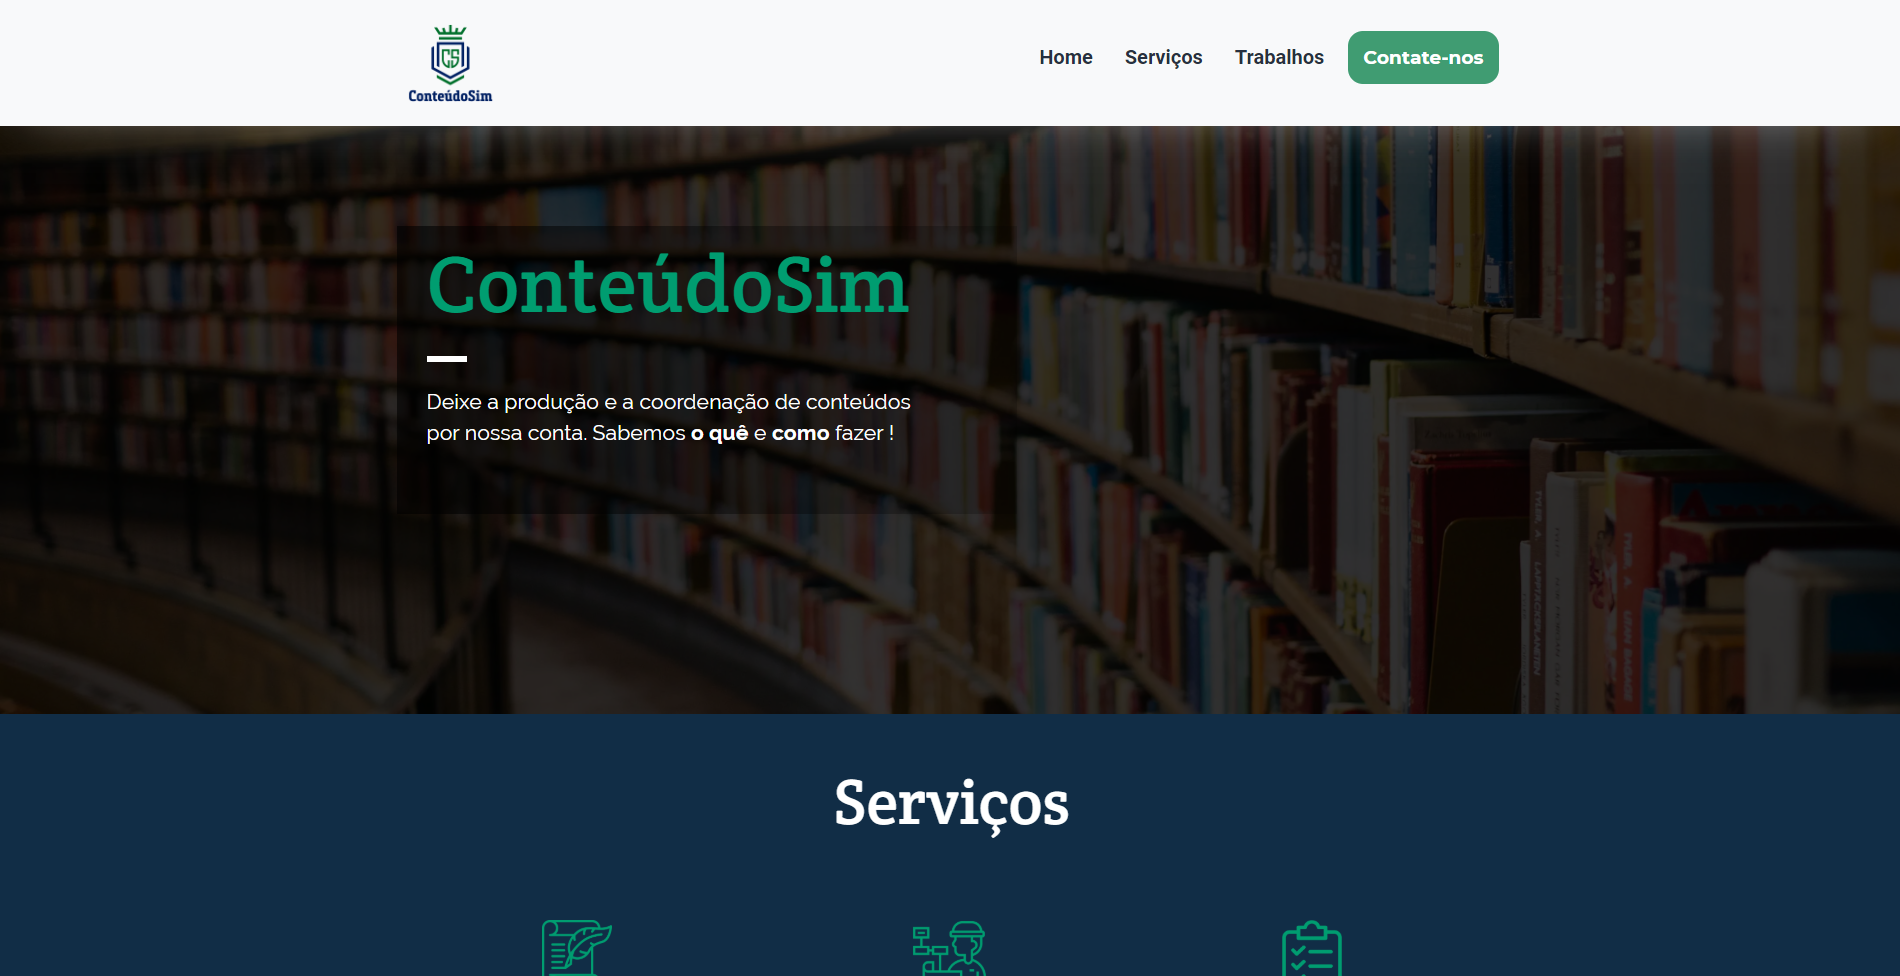 CS
ConteúdoSim
Home Serviços Trabalhos Contate-nos
ConteúdoSim
Deixe a produção e a coordenação de conteúdos
por nossa conta. Sabemos o quê e como fazer !
Serviços